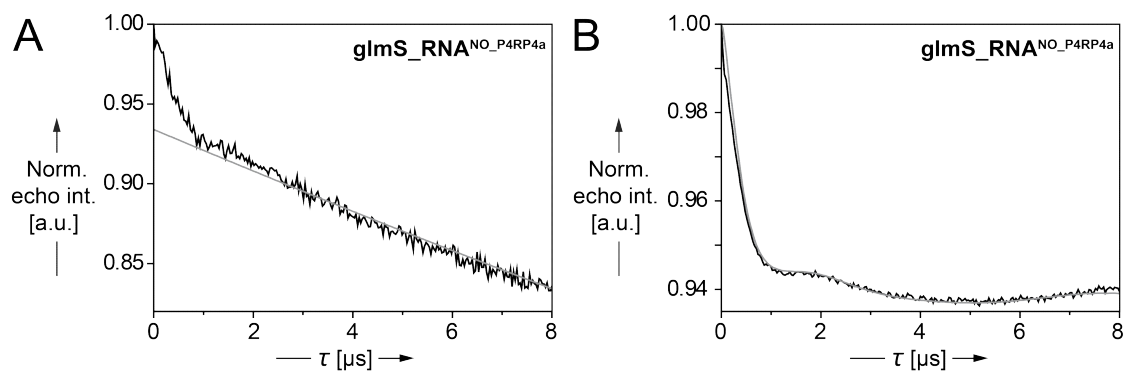 A
glmS_RNA^NO_P4RP4a
1.00
0.95
0.90
0.85
Norm.
echo int.
[a.u.]
0 2 4 6 8
τ [µs]
B
glmS_RNA^NO_P4RP4a
1.00
0.98
0.96
0.94
Norm.
echo int.
[a.u.]
0 2 4 6 8
τ [µs]